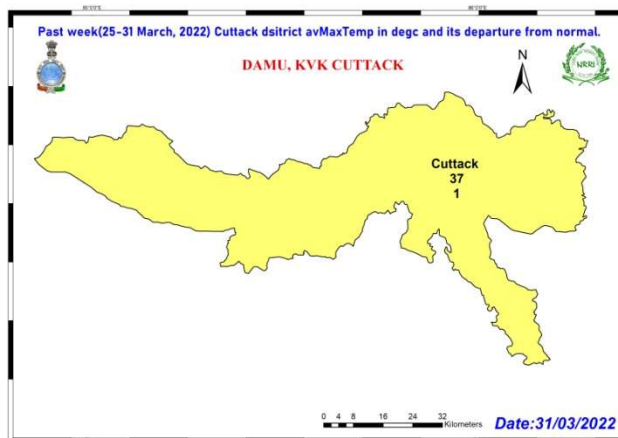 Past week(25-31 March, 2022) Cuttack dsitrict avMaxTemp in degc and its departure from normal.
DAMU, KVK CUTTACK
N
NRRI
Cuttack
37
1
0 4 8 16 24 32
Kilometers
Date:31/03/2022